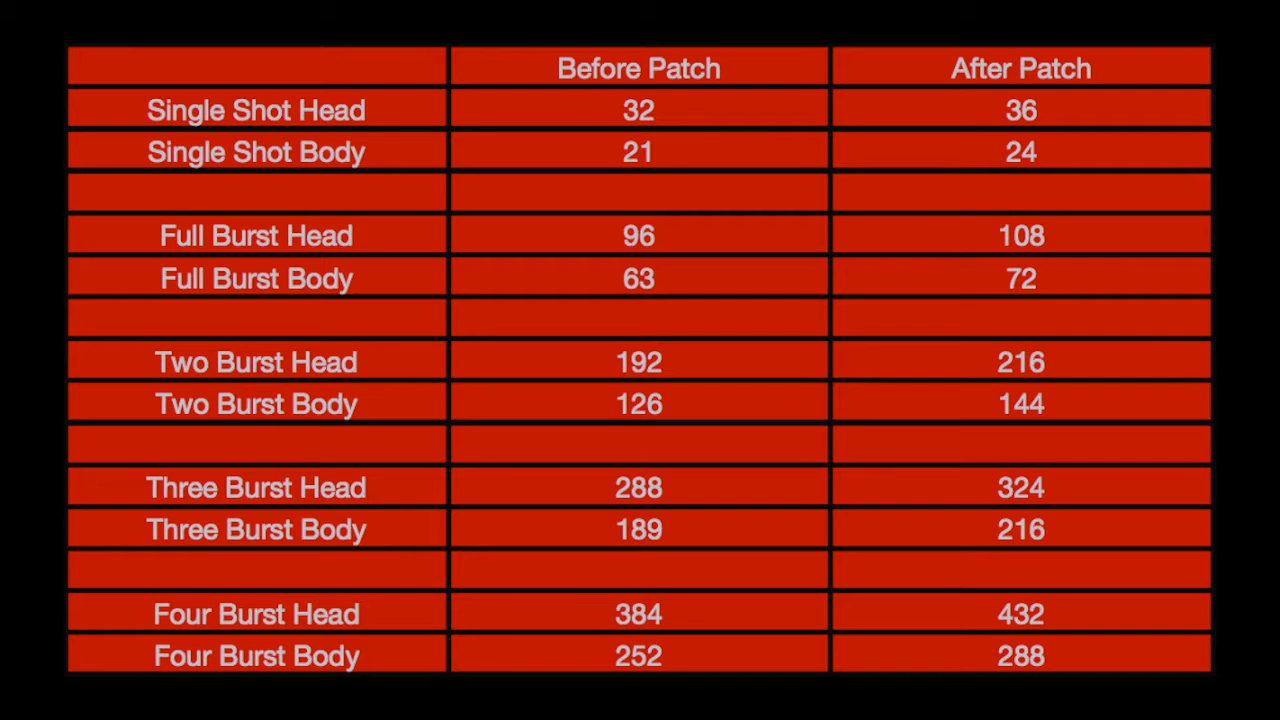 Before Patch After Patch
Single Shot Head 32 36
Single Shot Body 21 24
Full Burst Head 96 108
Full Burst Body 63 72
Two Burst Head 192 216
Two Burst Body 126 144
Three Burst Head 288 324
Three Burst Body 189 216
Four Burst Head 384 432
Four Burst Body 252 288